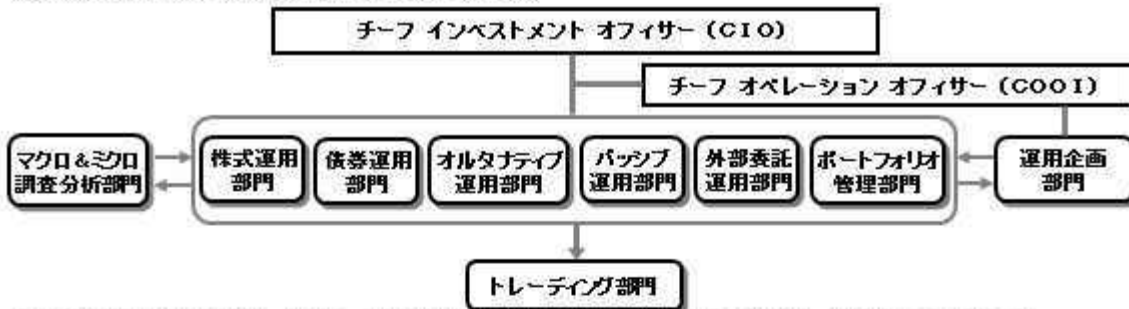 チーフ インベストメント オフィサー (CIO)
チーフ オペレーション オフィサー (COOI)
マクロ&ミクロ
調査分析部門
株式運用
部門
債券運用
部門
オルタナティブ
運用部門
パッシブ
運用部門
外部委託
運用部門
ポートフォリオ
管理部門
運用企画
部門
トレーディング部門